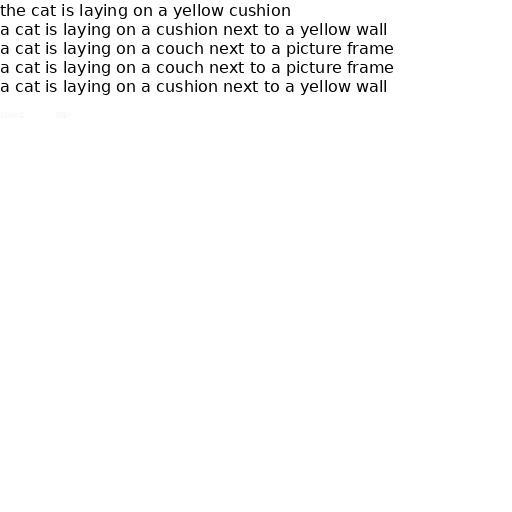 the cat is laying on a yellow cushion
a cat is laying on a cushion next to a yellow wall
a cat is laying on a couch next to a picture frame
a cat is laying on a couch next to a picture frame
a cat is laying on a cushion next to a yellow wall